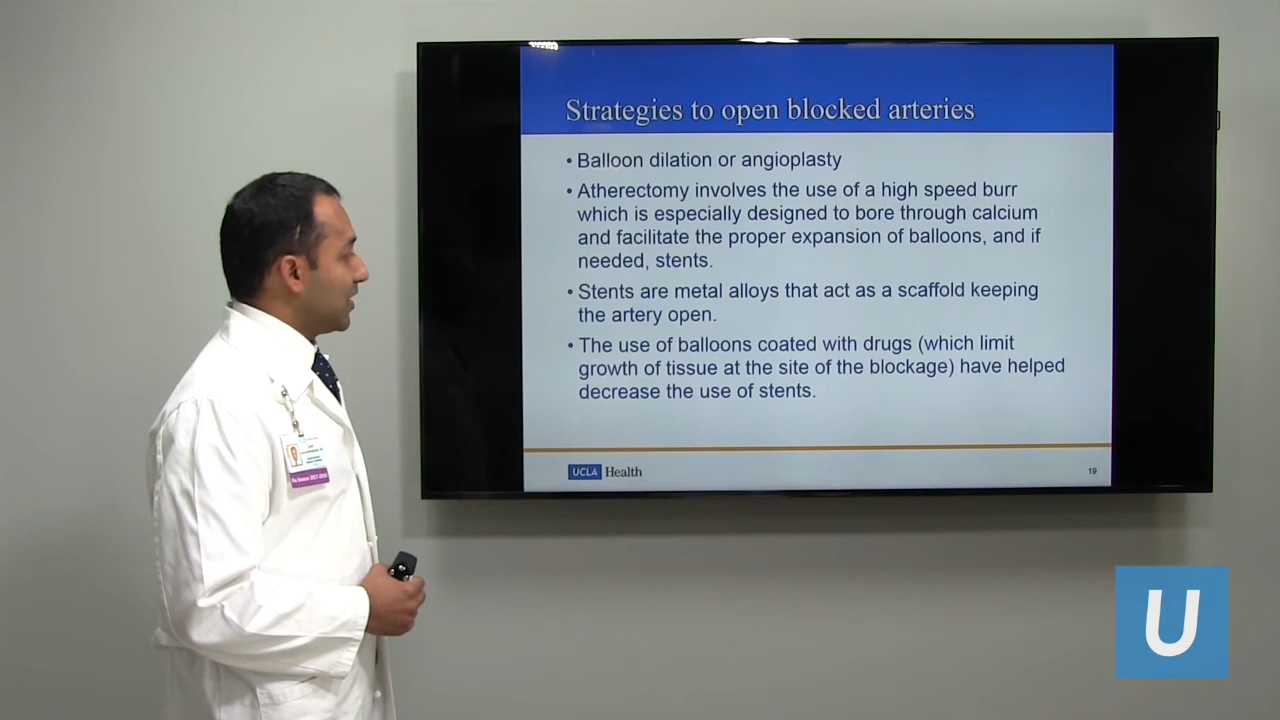 Strategies to open blocked arteries
• Balloon dilation or angioplasty
• Atherectomy involves the use of a high speed burr
which is especially designed to bore through calcium
and facilitate the proper expansion of balloons, and if
needed, stents.
• Stents are metal alloys that act as a scaffold keeping
the artery open.
• The use of balloons coated with drugs (which limit
growth of tissue at the site of the blockage) have helped
decrease the use of stents.
UCLA Health
19
Flu Season 2017-2018
U